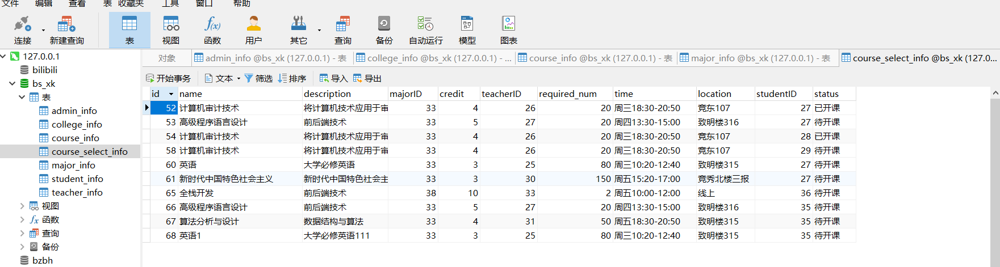 文件 编辑 查看 表 收藏夹 工具 窗口 帮助
连接 新建查询 表 视图 函数 用户 其它 查询 备份 自动运行 模型 图表
127.0.0.1
bilibili
bs_xk
表
admin_info
college_info
course_info
course_select_info
major_info
student_info
teacher_info
视图
函数
查询
备份
bzbh
对象 admin_info @bs_xk (127.0.0.1) - 表 college_info @bs_xk (127.0.0.1) - ... course_info @bs_xk (127.0.0.1) - 表 major_info @bs_xk (127.0.0.1) - 表 course_select_info @bs_xk (127.0...
开始事务 文本 筛选 排序 导入 导出
id name description majorID credit teacherID required_num time location studentID status
52 计算机审计技术 将计算机技术应用于审 33 4 26 20 周三18:30-20:50 竞东107 27 已开课
53 高级程序语言设计 前后端技术 33 5 27 20 周四13:30-15:00 致明楼316 27 待开课
54 计算机审计技术 将计算机技术应用于审 33 4 26 20 周三18:30-20:50 竞东107 28 已开课
58 计算机审计技术 将计算机技术应用于审 33 4 26 20 周三18:30-20:50 竞东107 29 待开课
60 英语 大学必修英语 33 3 25 80 周三10:20-12:40 致明楼315 27 待开课
61 新时代中国特色社会主义 新时代中国特色社会主 33 3 30 150 周五15:20-17:00 竞秀北楼三报 27 待开课
65 全栈开发 前后端技术 38 10 33 2 周五10:00-12:00 线上 36 待开课
66 高级程序语言设计 前后端技术 33 5 27 20 周四13:30-15:00 致明楼316 35 待开课
67 算法分析与设计 数据结构与算法 33 4 31 50 周五18:30-20:50 致明楼315 35 待开课
68 英语1 大学必修英语111 33 3 25 80 周三10:20-12:40 致明楼315 35 待开课